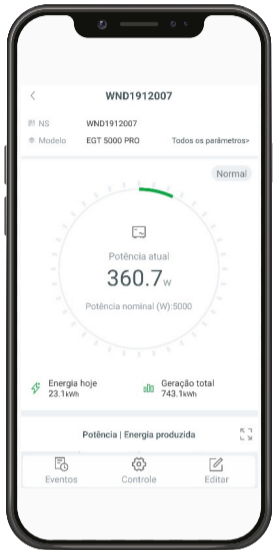 WND1912007
NS WND1912007
Modelo EGT 5000 PRO Todos os parâmetros>
Normal
Potência atual
360.7w
Potência nominal (W):5000
Energia hoje
23.1kWh
Geração total
743.1kWh
Potência | Energia produzida
Eventos Controle Editar